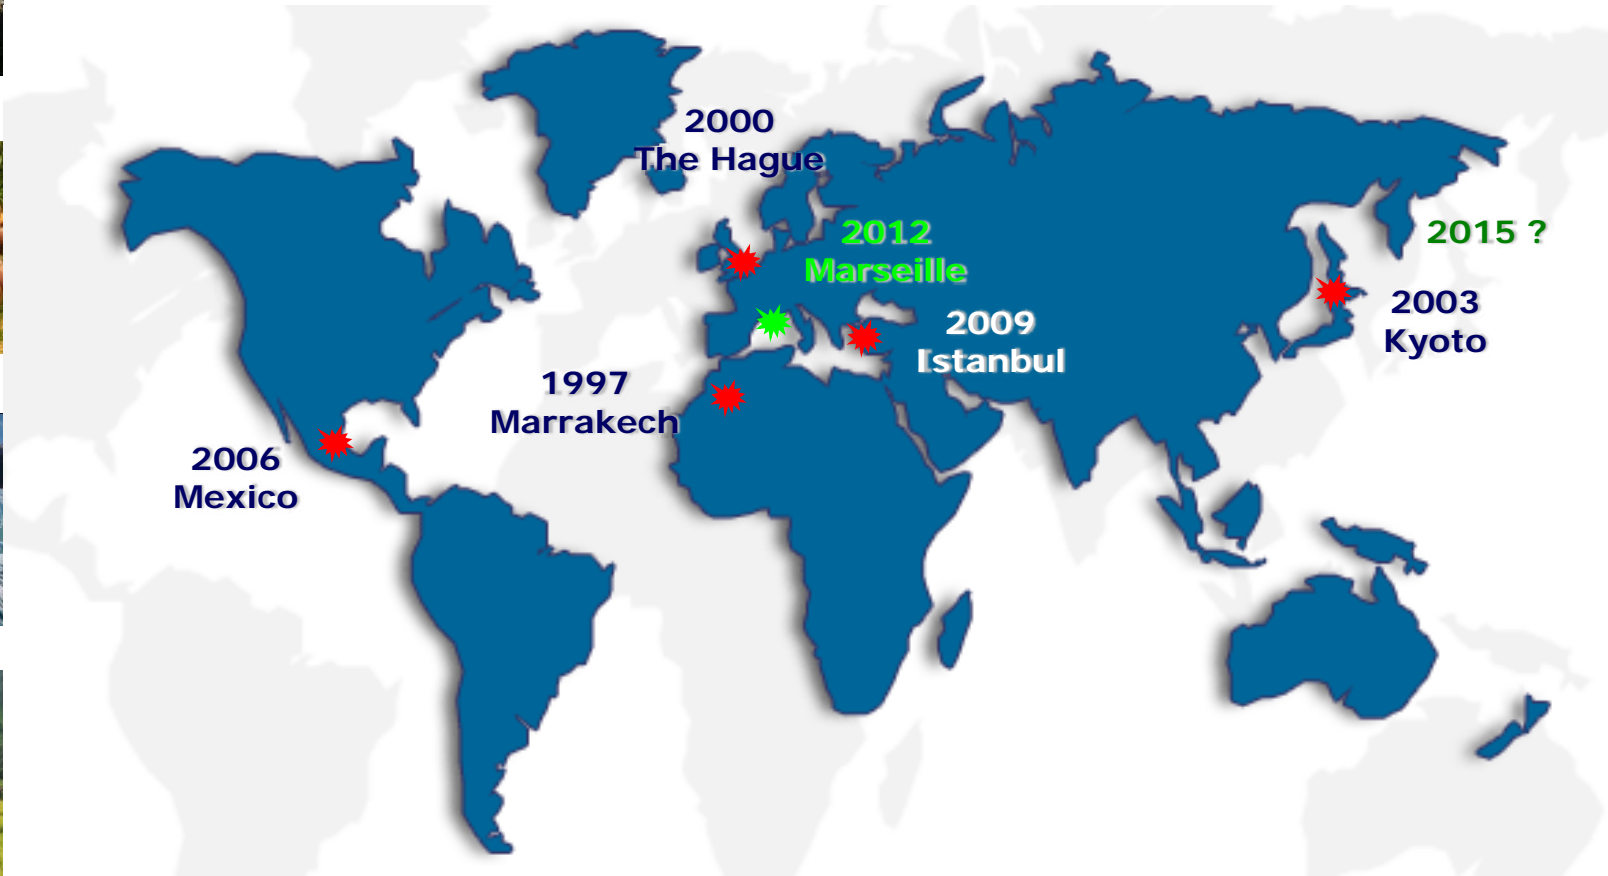 2000
The Hague
2012
Marseille
2015 ?
2003
Kyoto
2009
Istanbul
1997
Marrakech
2006
Mexico